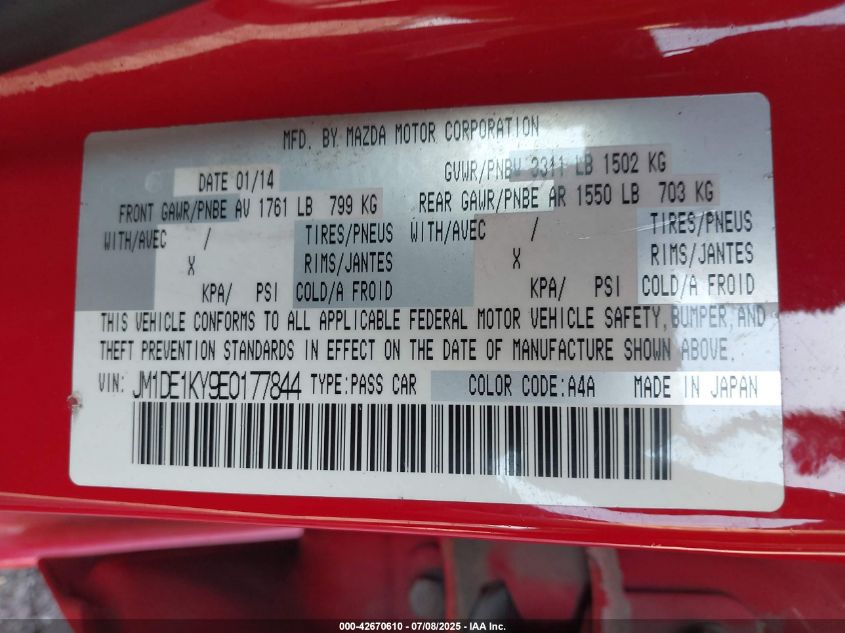 MFD. BY MAZDA MOTOR CORPORATION
DATE 01/14 GVWR/PNBV 3311 LB 1502 KG
FRONT GAWR/PNBE AV 1761 LB 799 KG REAR GAWR/PNBE AR 1550 LB 703 KG
WITH/AVEC / TIRES/PNEUS WITH/AVEC / TIRES/PNEUS
X RIMS/JANTES X RIMS/JANTES
KPA/ PSI COLD/A FROID KPA/ PSI COLD/A FROID
THIS VEHICLE CONFORMS TO ALL APPLICABLE FEDERAL MOTOR VEHICLE SAFETY, BUMPER, AND
THEFT PREVENTION STANDARDS IN EFFECT ON THE DATE OF MANUFACTURE SHOWN ABOVE.
VIN: JM1DE1KY9E0177844 TYPE:PASS CAR COLOR CODE:A4A MADE IN JAPAN
000-42670610 - 07/08/2025 - IAA Inc.